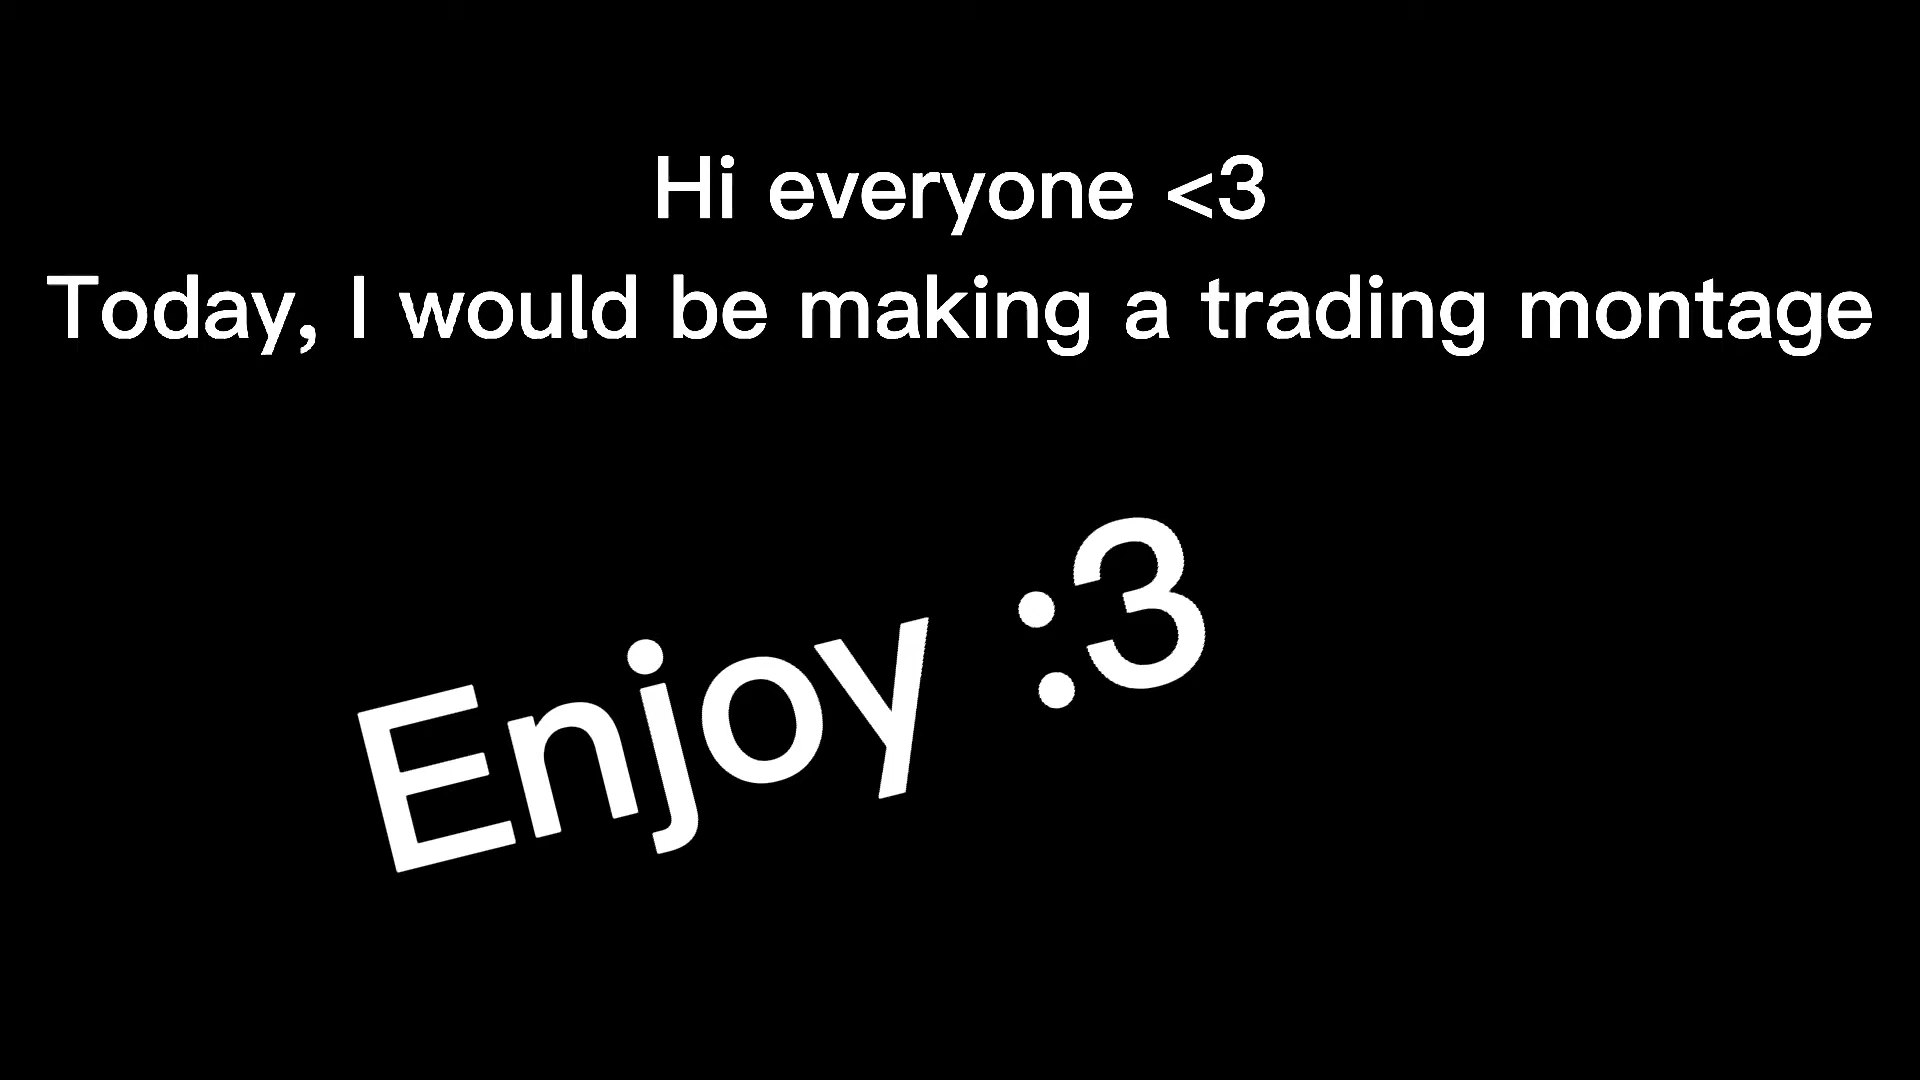 Hi everyone <3
Today, I would be making a trading montage
Enjoy :3